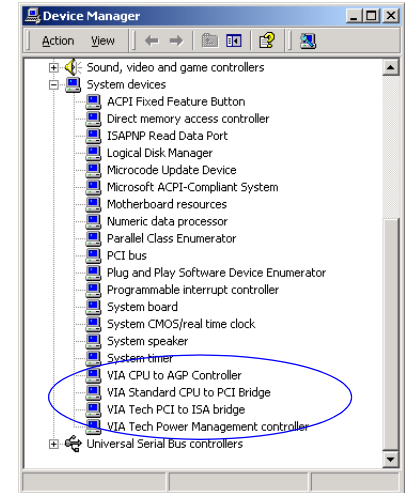 Device Manager
Action View
Sound, video and game controllers
System devices
ACPI Fixed Feature Button
Direct memory access controller
ISAPNP Read Data Port
Logical Disk Manager
Microcode Update Device
Microsoft ACPI-Compliant System
Motherboard resources
Numeric data processor
Parallel Class Enumerator
PCI bus
Plug and Play Software Device Enumerator
Programmable interrupt controller
System board
System CMOS/real time clock
System speaker
System timer
VIA CPU to AGP Controller
VIA Standard CPU to PCI Bridge
VIA Tech PCI to ISA bridge
VIA Tech Power Management controller
Universal Serial Bus controllers